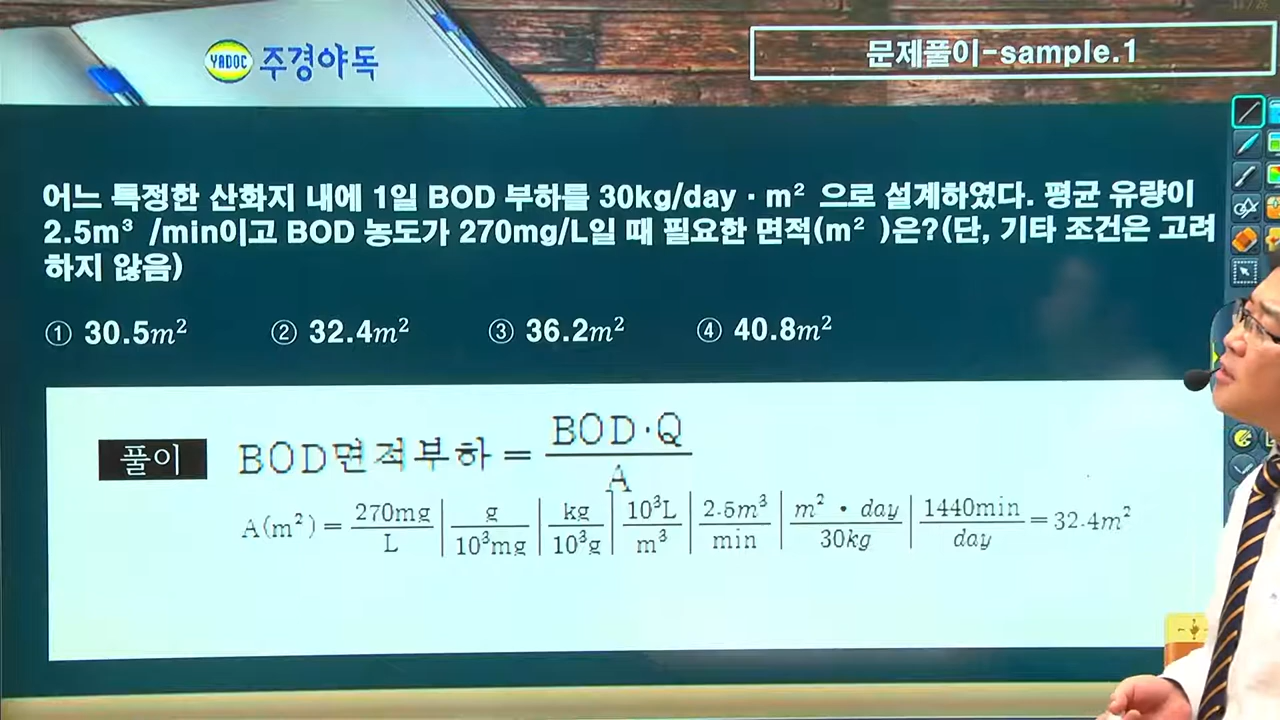 YADOC 주경야독
문제풀이-sample.1
어느 특정한 산화지 내에 1일 BOD 부하를 30kg/day · m² 으로 설계하였다. 평균 유량이
2.5m³ /min이고 BOD 농도가 270mg/L일 때 필요한 면적(m² )은?(단, 기타 조건은 고려
하지 않음)
① 30.5m² ② 32.4m² ③ 36.2m² ④ 40.8m²
풀이 BOD면적부하 = BOD·Q / A
A(m²) = 270mg/L | g/10³mg | kg/10³g | 10³L/m³ | 2.5m³/min | m² • day/30kg | 1440min/day = 32.4m²